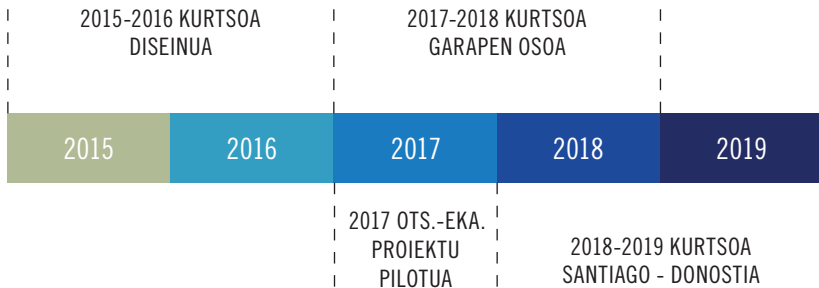 2015-2016 KURTSOA
DISEINUA
2017-2018 KURTSOA
GARAPEN OSOA
2015
2016
2017
2018
2019
2017 OTS.-EKA.
PROIEKTU
PILOTUA
2018-2019 KURTSOA
SANTIAGO - DONOSTIA